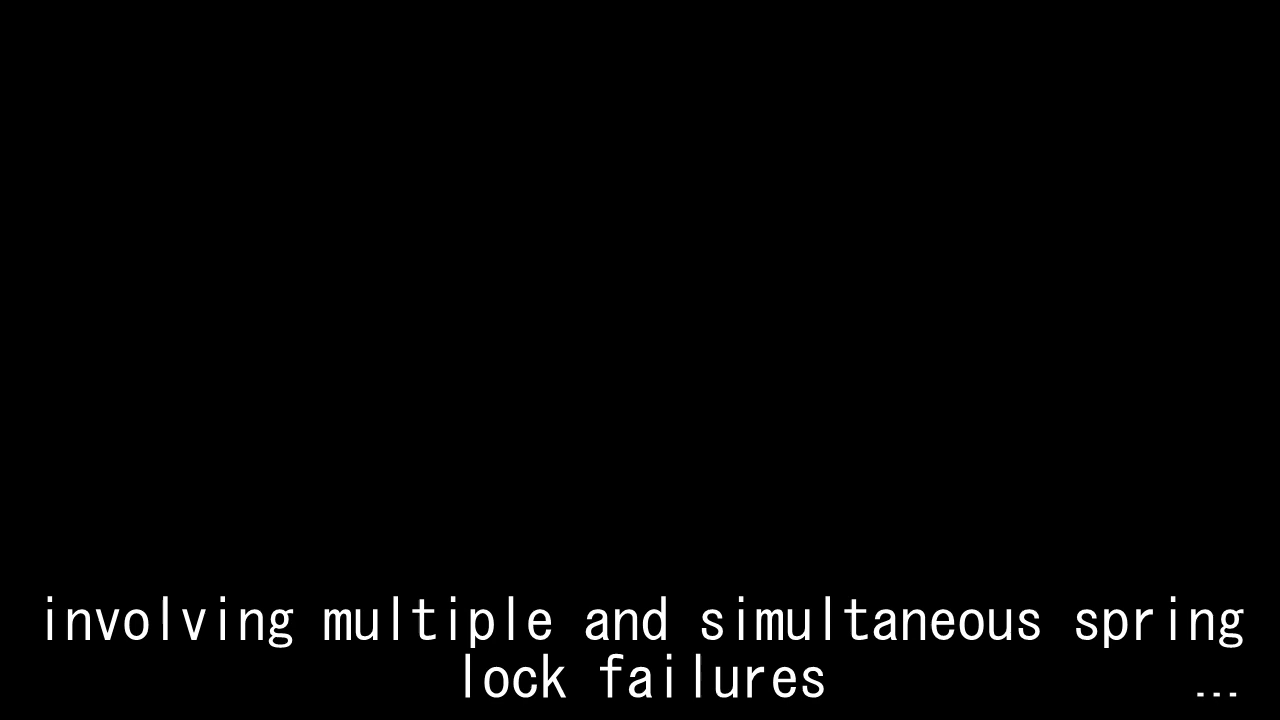 involving multiple and simultaneous spring
lock failures
...